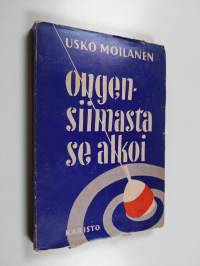 USKO MOILANEN
ongen-
siimasta
se alkoi
KARISTO